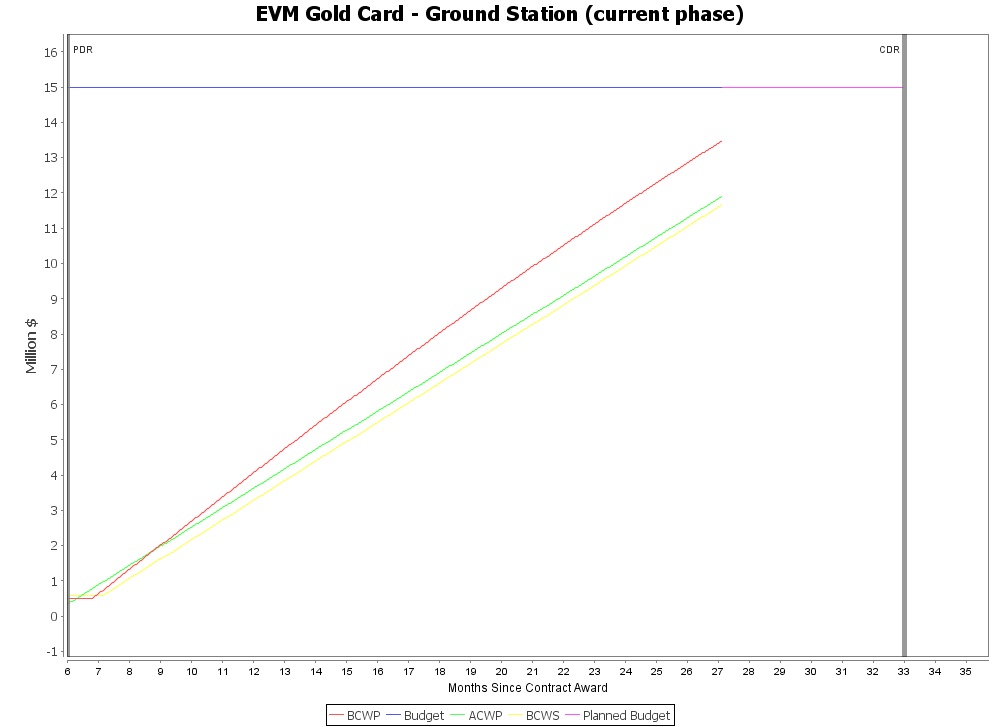 EVM Gold Card - Ground Station (current phase)
16
15
14
13
12
11
10
9
8
7
6
5
4
3
2
1
0
-1
Million $
PDR
CDR
6 7 8 9 10 11 12 13 14 15 16 17 18 19 20 21 22 23 24 25 26 27 28 29 30 31 32 33 34 35
Months Since Contract Award
BCWP Budget ACWP BCWS Planned Budget